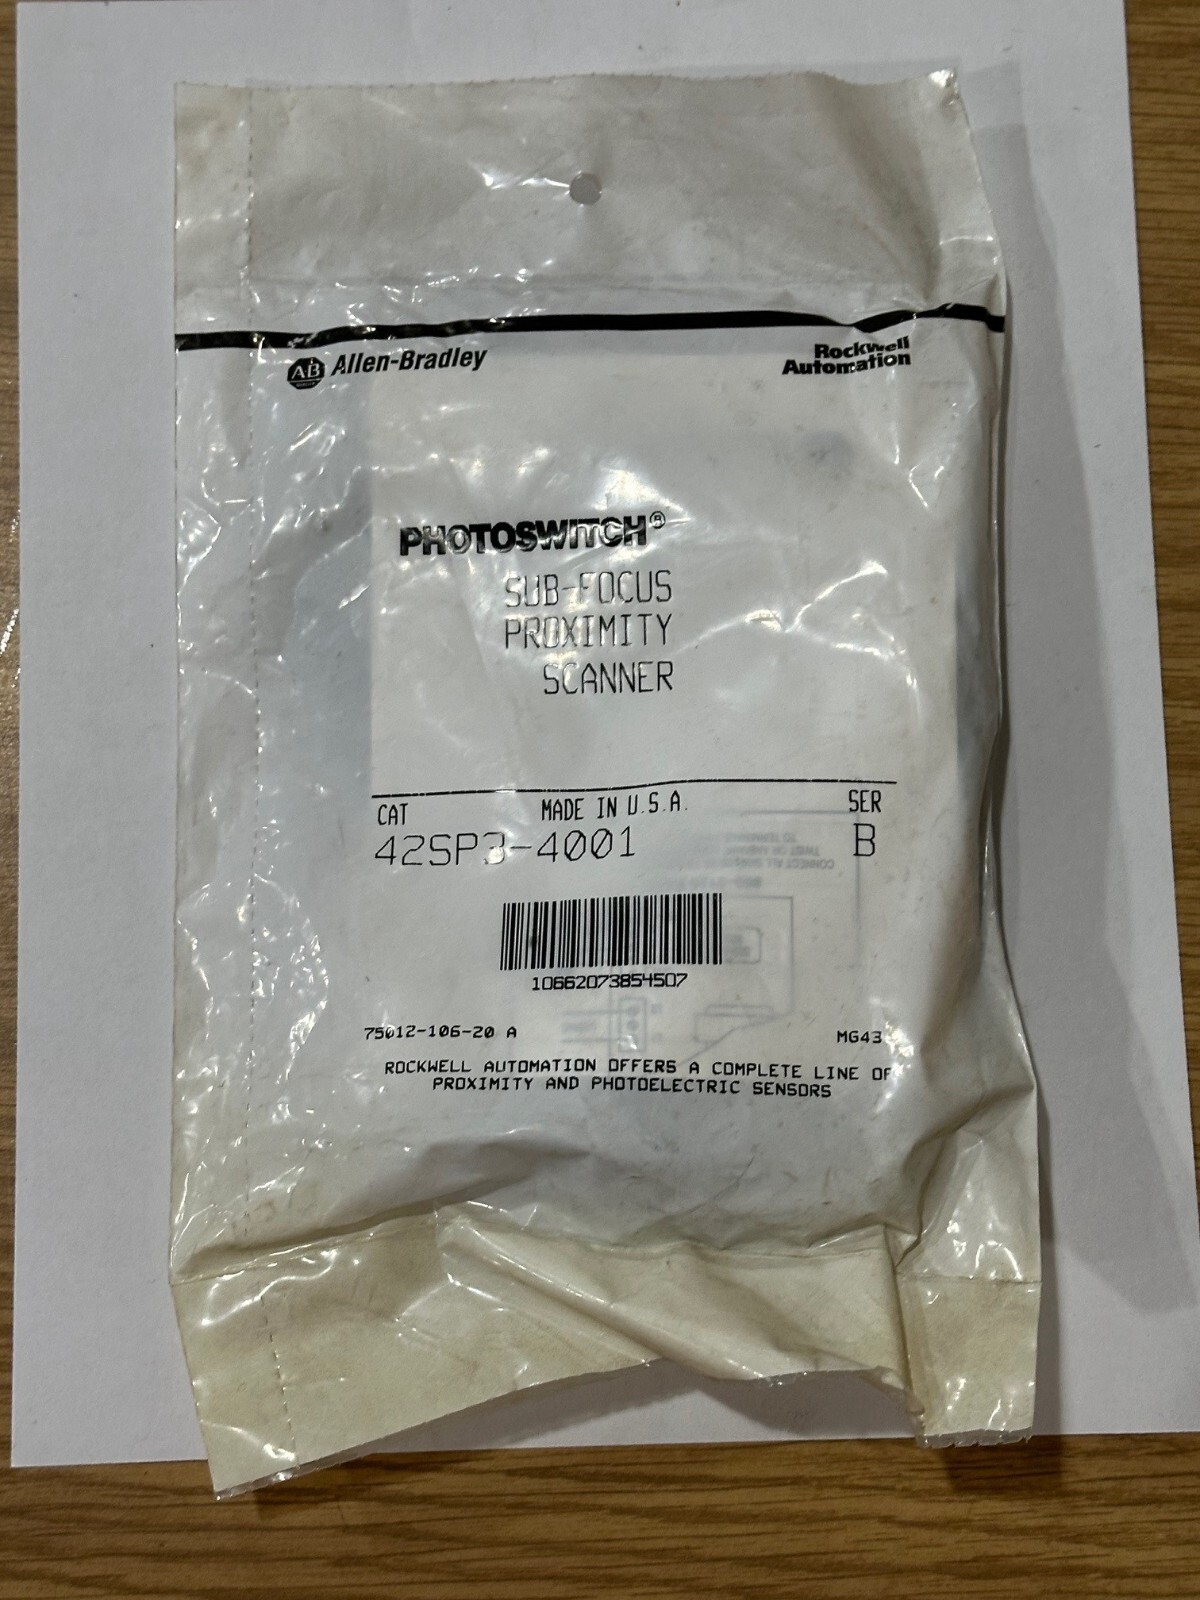 AB Allen-Bradley
Rockwell
Automation
PHOTOSWITCH®
SUB-FOCUS
PROXIMITY
SCANNER
CAT MADE IN U.S.A. SER
42SP3-4001 B
10662073854507
75012-106-20 A MG43
ROCKWELL AUTOMATION OFFERS A COMPLETE LINE OF
PROXIMITY AND PHOTOELECTRIC SENSORS